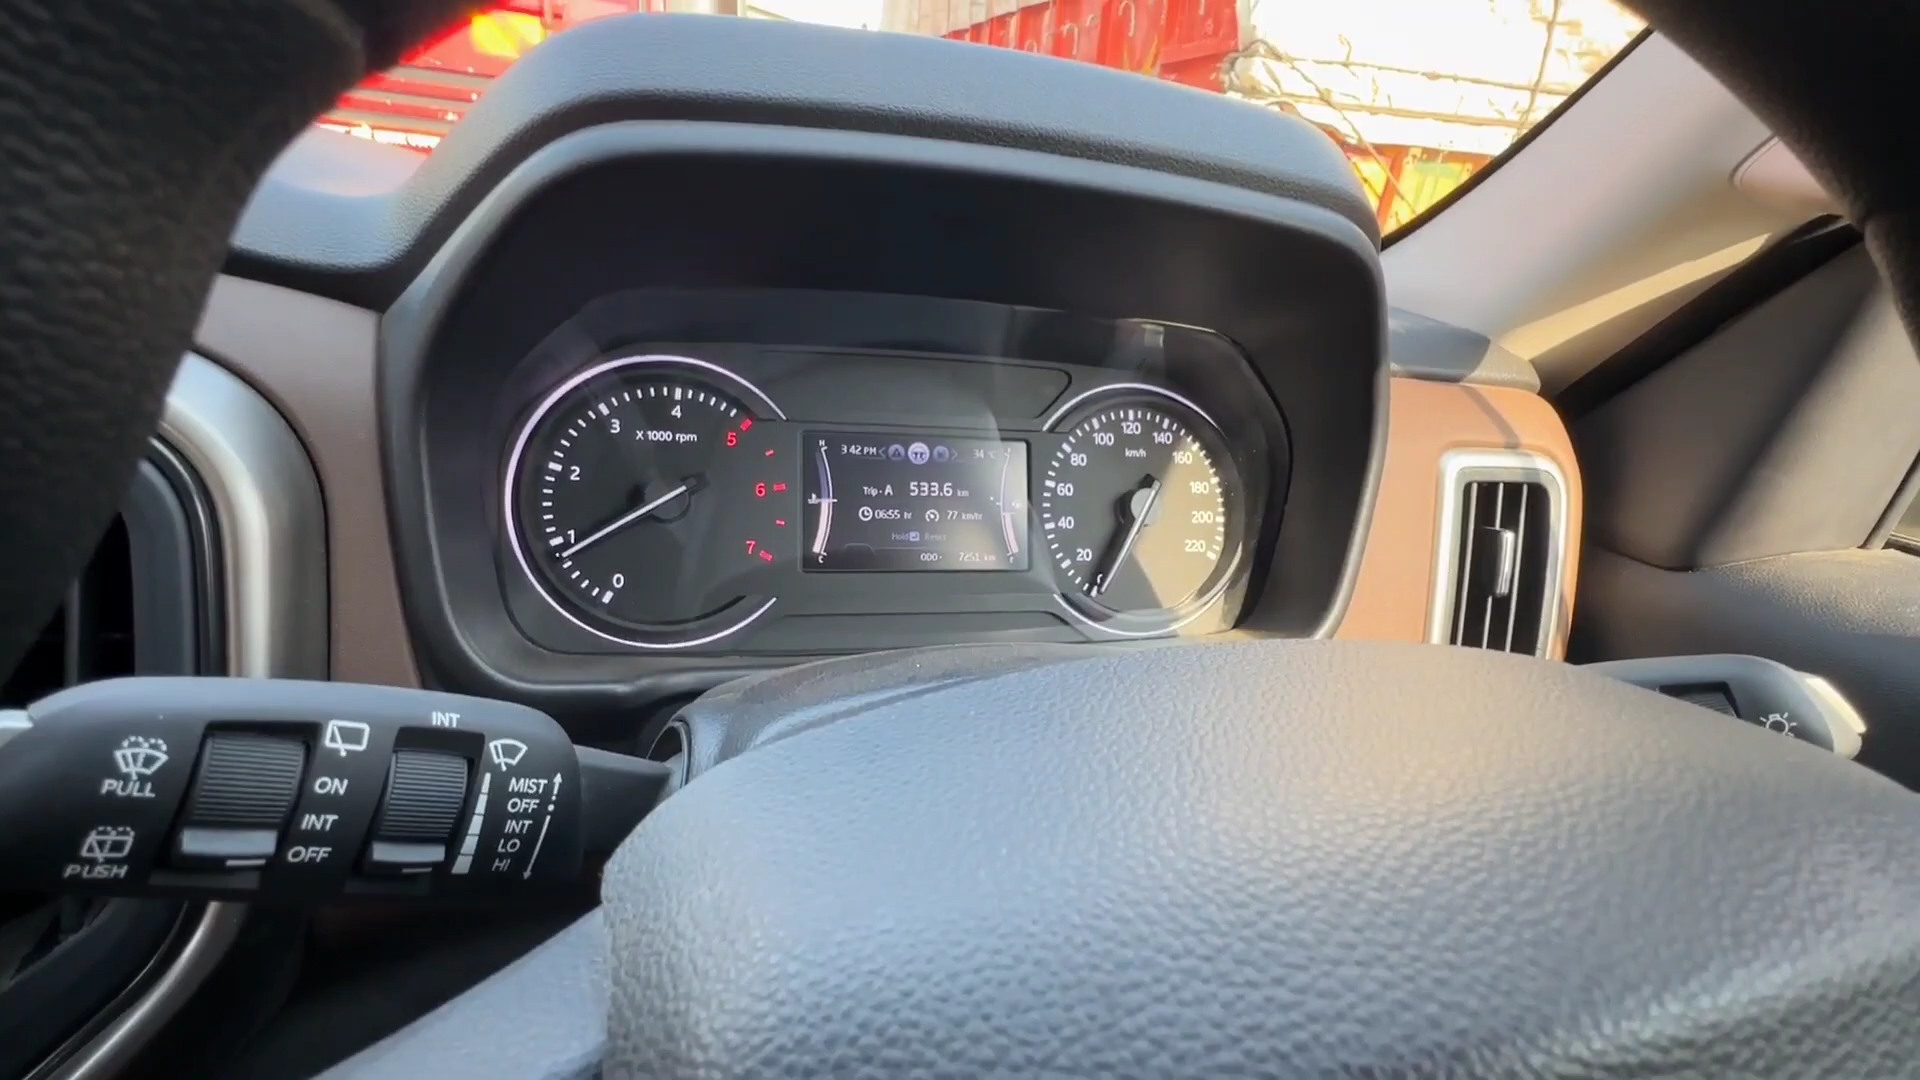 4
3
X 1000 rpm
5
2
6
1
7
0
H
3:42 PM
34 °C
Trip - A 533.6 km
06:55 hr 77 km/hr
Hold Reset
ODO - 7251 km
C
F
120
100
140
km/h
80
160
60
180
40
200
20
220
INT
PULL
ON
INT
OFF
PUSH
MIST
OFF
INT
LO
HI